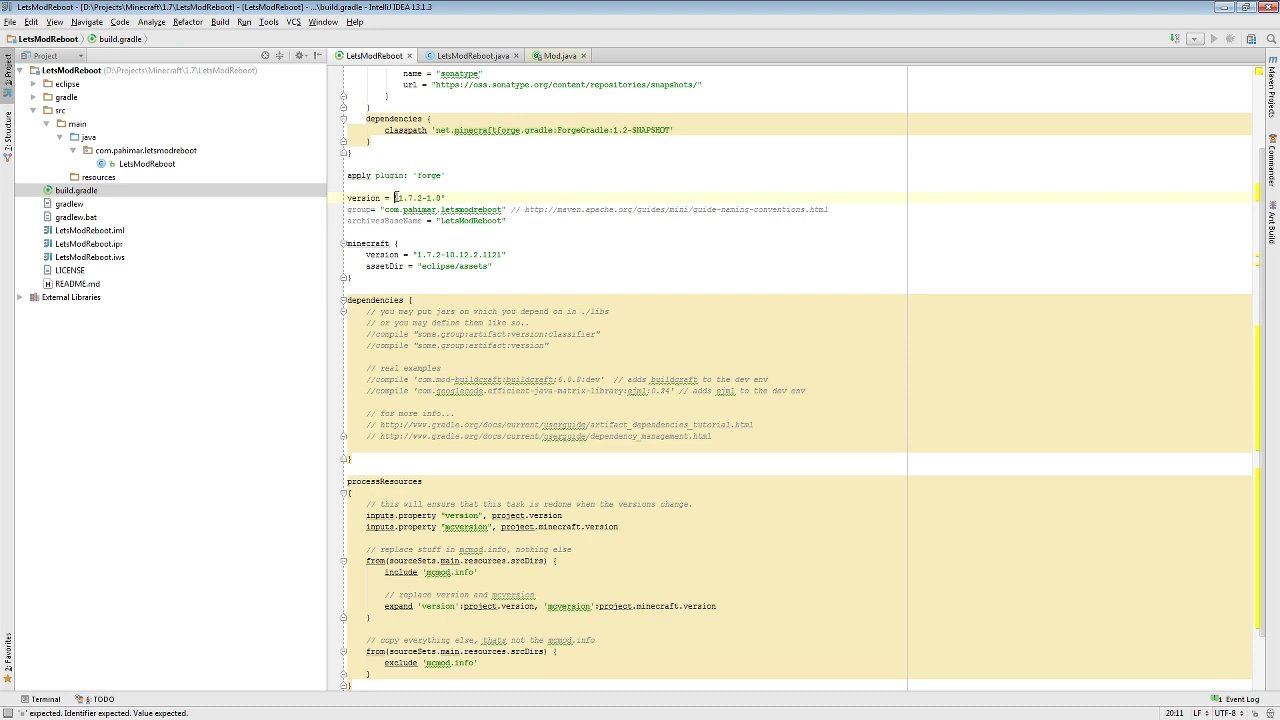 LetsModReboot - [D:\Projects\Minecraft\1.7\LetsModReboot] - [LetsModReboot] - ...\build.gradle - IntelliJ IDEA 13.1.3
File Edit View Navigate Code Analyze Refactor Build Run Tools VCS Window Help
LetsModReboot build.gradle
Project
LetsModReboot LetsModReboot.java Mod.java
1: Project
7: Structure
2: Favorites
LetsModReboot (D:\Projects\Minecraft\1.7\LetsModReboot)
eclipse
gradle
src
main
java
com.pahimar.letsmodreboot
LetsModReboot
resources
build.gradle
gradlew
gradlew.bat
LetsModReboot.iml
LetsModReboot.ipr
LetsModReboot.iws
LICENSE
README.md
External Libraries
name = "sonatype"
url = "https://oss.sonatype.org/content/repositories/snapshots/"
}
}
dependencies {
classpath 'net.minecraftforge.gradle:ForgeGradle:1.2-SNAPSHOT'
}
}
apply plugin: 'forge'
version = "1.7.2-1.0"
group= "com.pahimar.letsmodreboot" // http://maven.apache.org/guides/mini/guide-naming-conventions.html
archivesBaseName = "LetsModReboot"
minecraft {
version = "1.7.2-10.12.2.1121"
assetDir = "eclipse/assets"
}
dependencies {
// you may put jars on which you depend on in ./libs
// or you may define them like so..
//compile "some.group:artifact:version:classifier"
//compile "some.group:artifact:version"
// real examples
//compile 'com.mod-buildcraft:buildcraft:6.0.8:dev' // adds buildcraft to the dev env
//compile 'com.googlecode.efficient-java-matrix-library:ejml:0.24' // adds ejml to the dev env
// for more info...
// http://www.gradle.org/docs/current/userguide/artifact_dependencies_tutorial.html
// http://www.gradle.org/docs/current/userguide/dependency_management.html
}
processResources
{
// this will ensure that this task is redone when the versions change.
inputs.property "version", project.version
inputs.property "mcversion", project.minecraft.version
// replace stuff in mcmod.info, nothing else
from(sourceSets.main.resources.srcDirs) {
include 'mcmod.info'
// replace version and mcversion
expand 'version':project.version, 'mcversion':project.minecraft.version
}
// copy everything else, thats not the mcmod.info
from(sourceSets.main.resources.srcDirs) {
exclude 'mcmod.info'
}
}
Maven Projects
Commander
Ant Build
Terminal 6: TODO
1 Event Log
'=' expected. Identifier expected. Value expected.
20:11 LF UTF-8